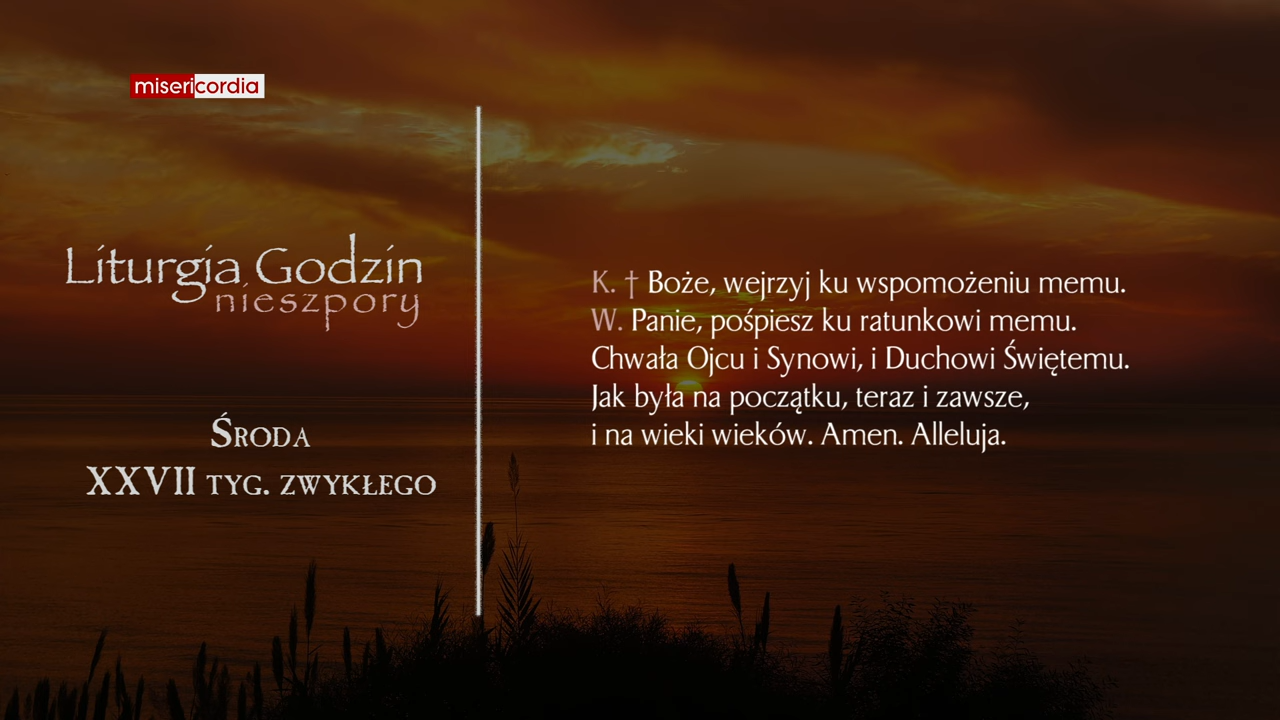 misericordia
Liturgia Godzin
nieszpory
Środa
XXVII tyg. zwykłego
K. † Boże, wejrzyj ku wspomożeniu memu.
W. Panie, pośpiesz ku ratunkowi memu.
Chwała Ojcu i Synowi, i Duchowi Świętemu.
Jak była na początku, teraz i zawsze,
i na wieki wieków. Amen. Alleluja.